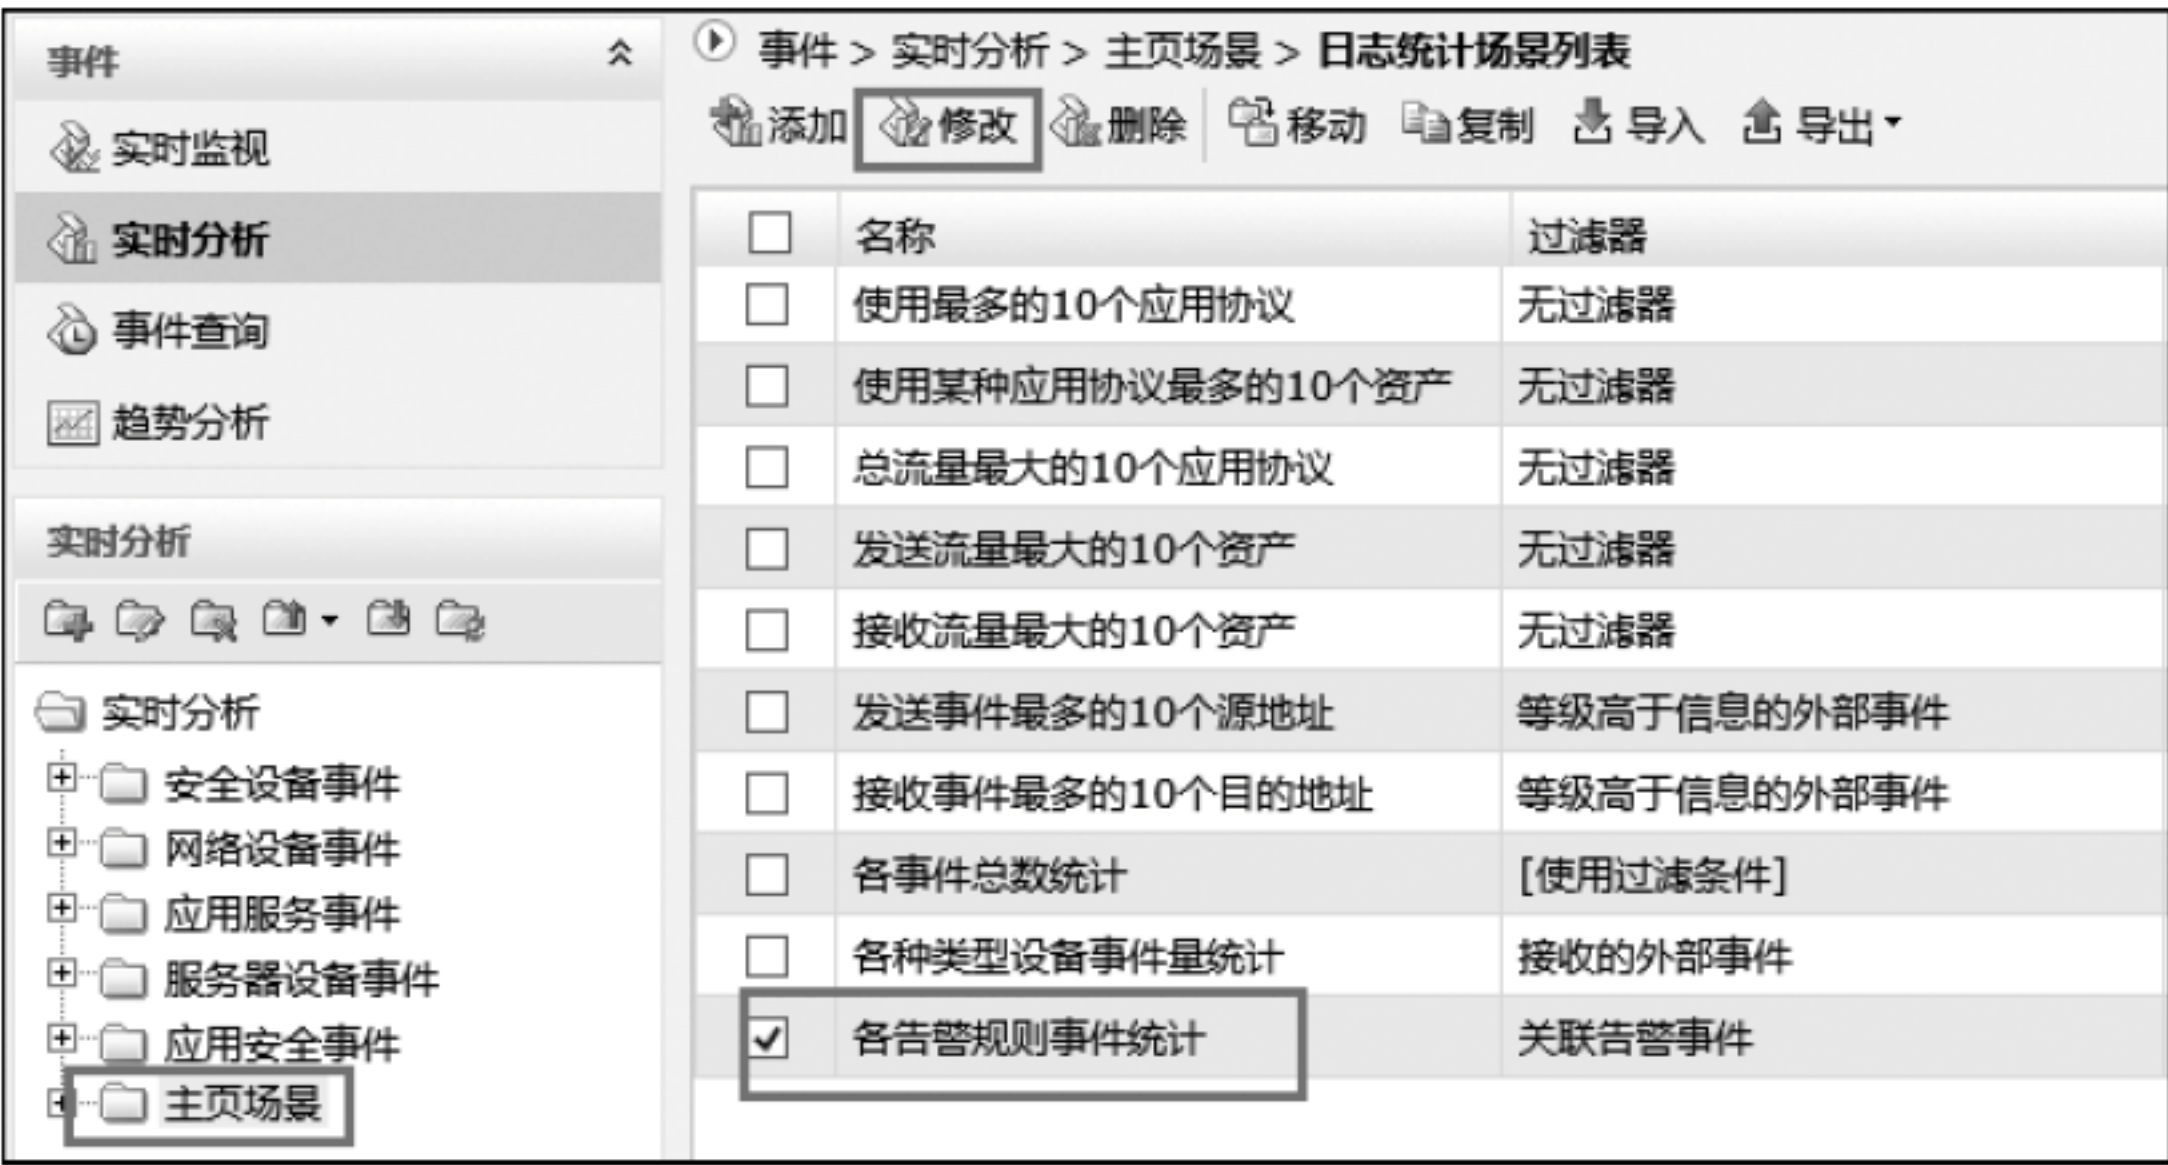 事件
实时监视
实时分析
事件查询
趋势分析
实时分析
实时分析
安全设备事件
网络设备事件
应用服务事件
服务器设备事件
应用安全事件
主页场景
事件 > 实时分析 > 主页场景 > 日志统计场景列表
添加 修改 删除 移动 复制 导入 导出
名称 过滤器
使用最多的10个应用协议 无过滤器
使用某种应用协议最多的10个资产 无过滤器
总流量最大的10个应用协议 无过滤器
发送流量最大的10个资产 无过滤器
接收流量最大的10个资产 无过滤器
发送事件最多的10个源地址 等级高于信息的外部事件
接收事件最多的10个目的地址 等级高于信息的外部事件
各事件总数统计 [使用过滤条件]
各种类型设备事件量统计 接收的外部事件
各告警规则事件统计 关联告警事件